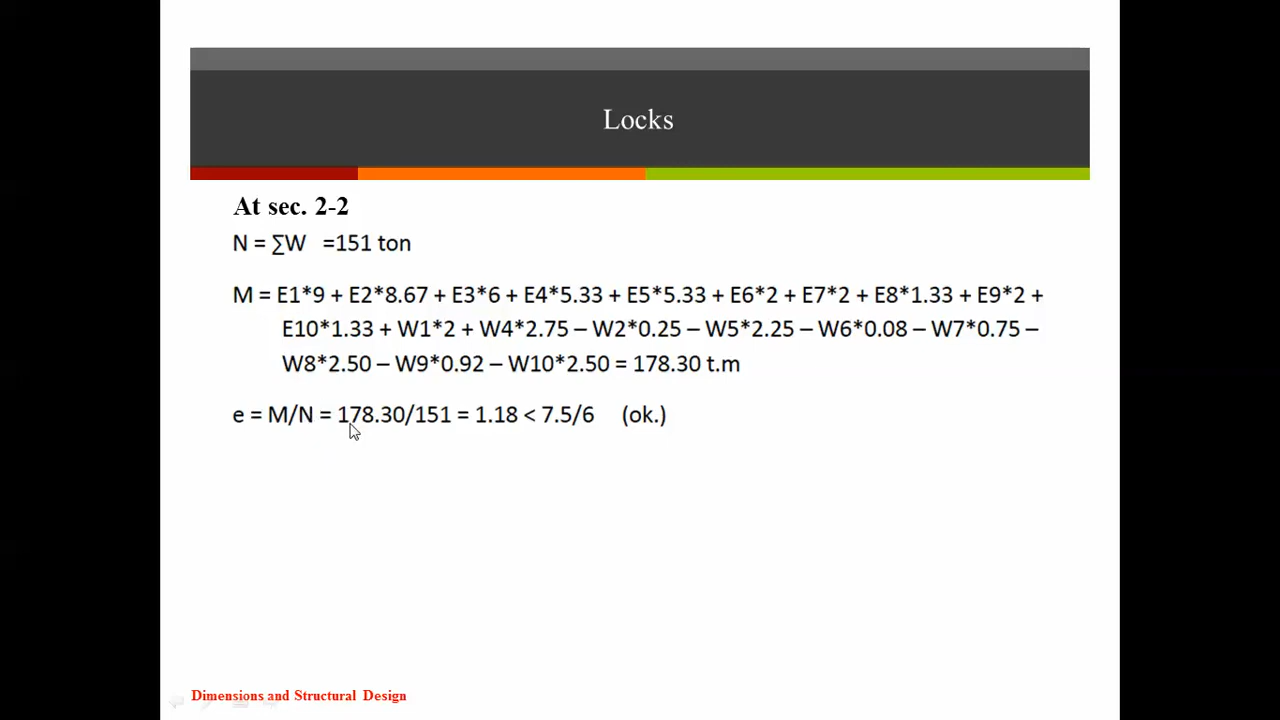 Locks
At sec. 2-2
N = ∑W =151 ton
M = E1*9 + E2*8.67 + E3*6 + E4*5.33 + E5*5.33 + E6*2 + E7*2 + E8*1.33 + E9*2 +
E10*1.33 + W1*2 + W4*2.75 – W2*0.25 – W5*2.25 – W6*0.08 – W7*0.75 –
W8*2.50 – W9*0.92 – W10*2.50 = 178.30 t.m
e = M/N = 178.30/151 = 1.18 < 7.5/6 (ok.)
Dimensions and Structural Design